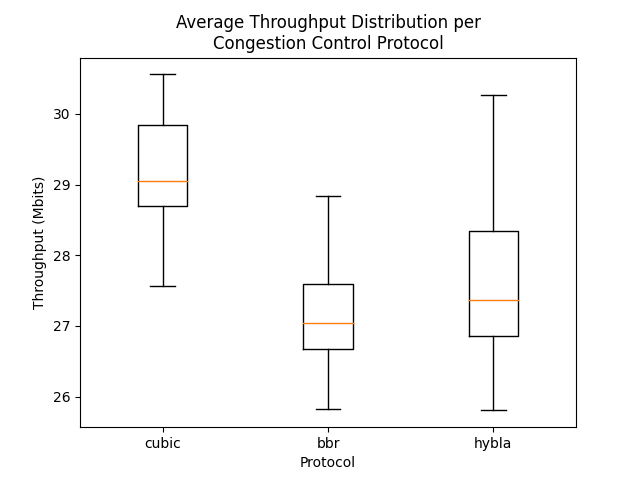 Average Throughput Distribution per
Congestion Control Protocol
Throughput (Mbits)
30
29
28
27
26
cubic
bbr
hybla
Protocol